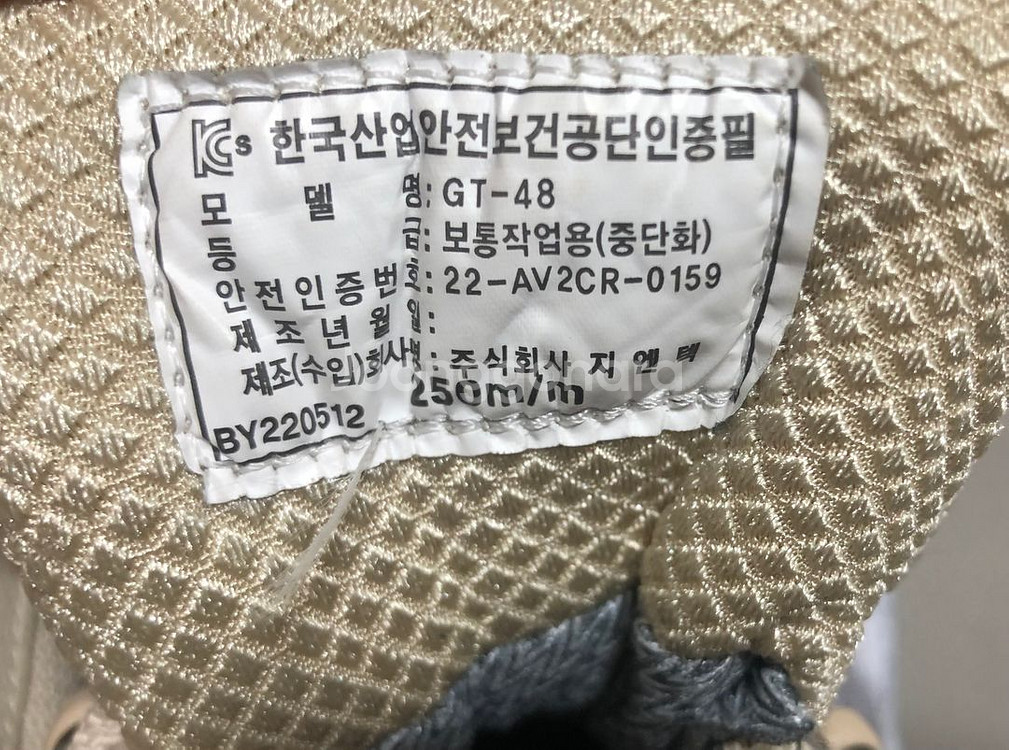 KCs 한국산업안전보건공단인증필
모 델 명 : GT-48
등 급 : 보통작업용(중단화)
안전인증번호 : 22-AV2CR-0159
제 조 년 월 일 :
제조(수입)회사명 : 주식회사 지 엔 텍
250m/m
BY220512